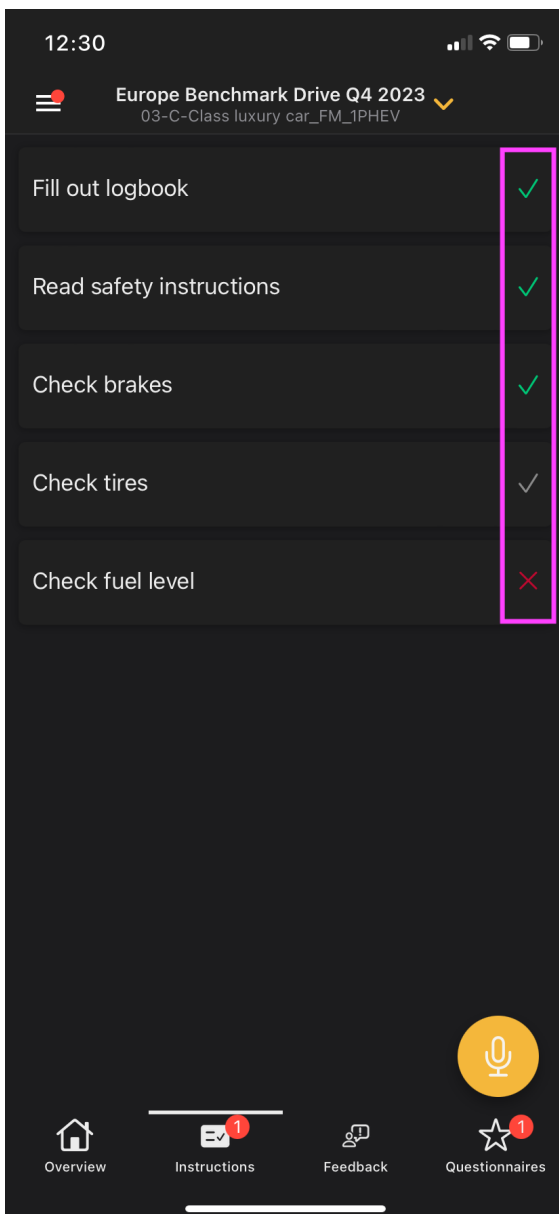 12:30
Europe Benchmark Drive Q4 2023
03-C-Class luxury car_FM_1PHEV
Fill out logbook
Read safety instructions
Check brakes
Check tires
Check fuel level
1 1
Overview Instructions Feedback Questionnaires